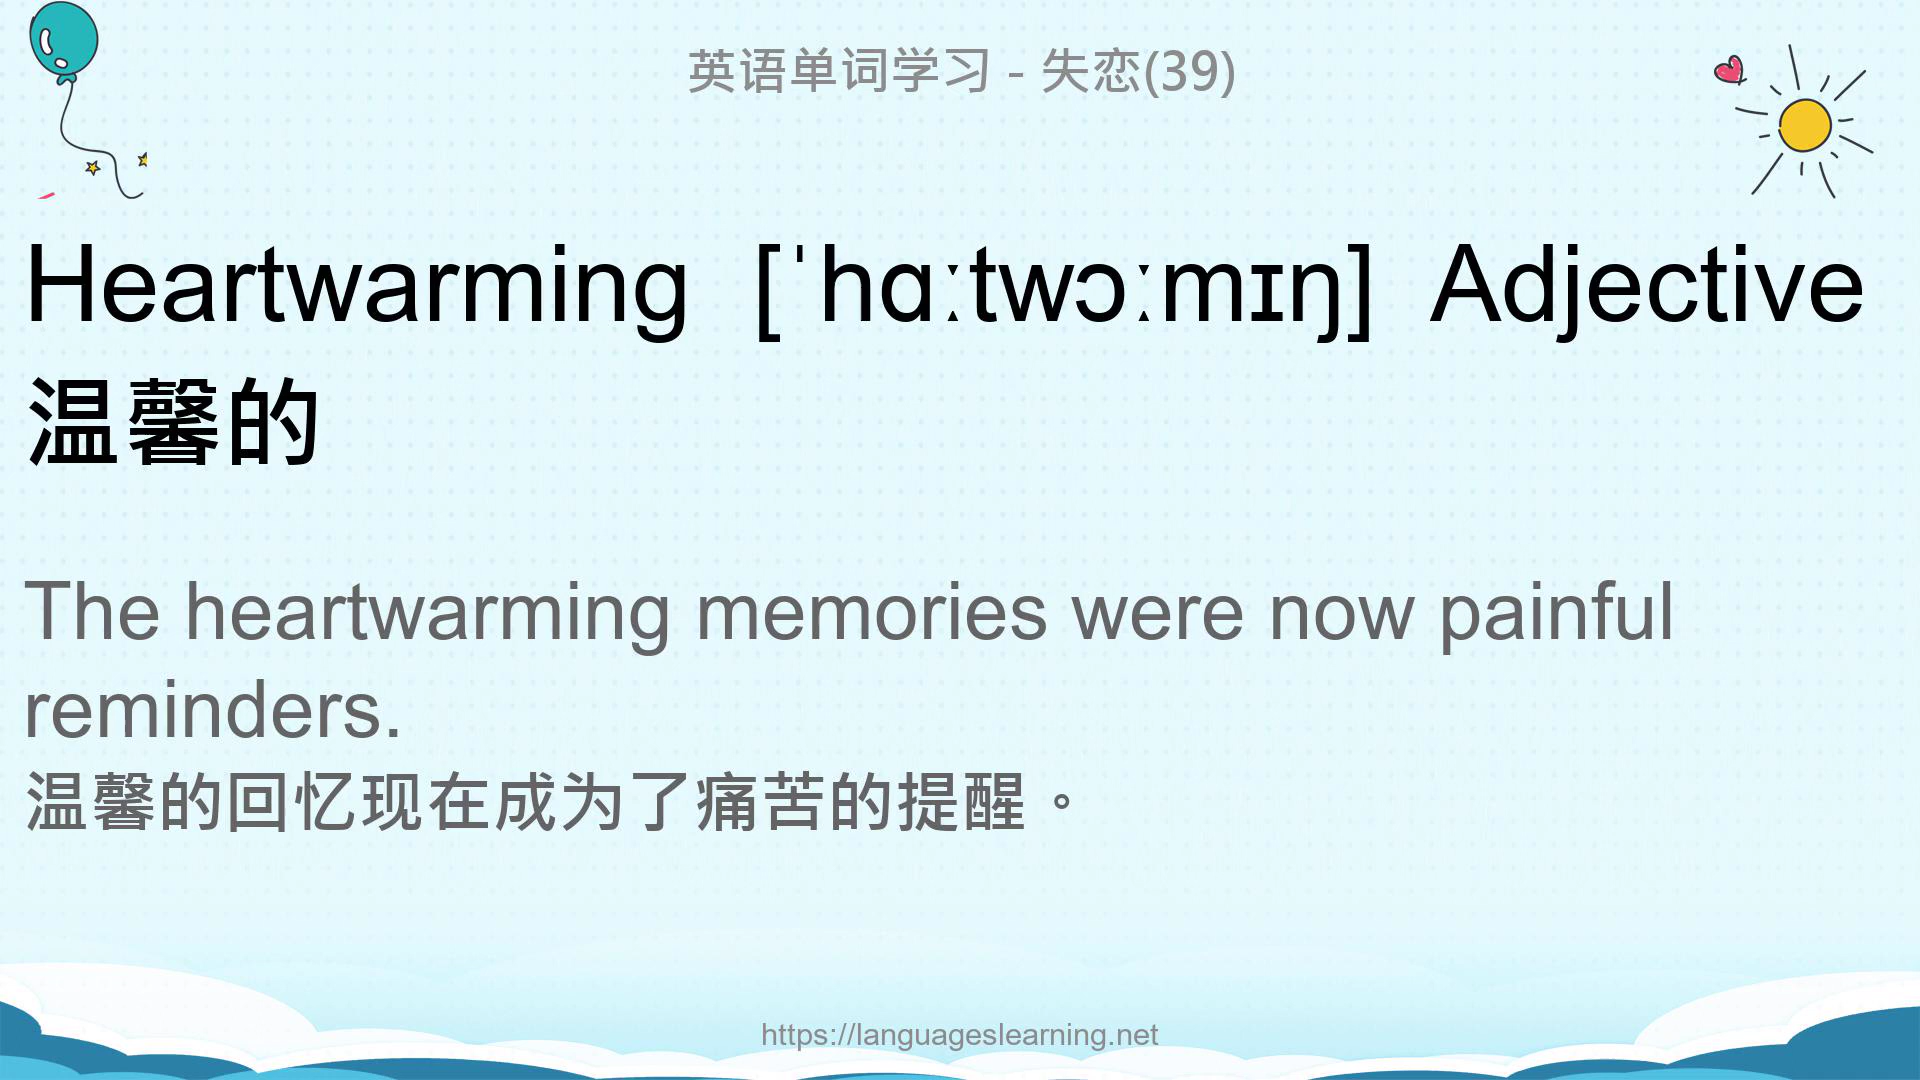 英语单词学习 - 失恋(39)
Heartwarming [ˈhɑːtwɔːmɪŋ] Adjective
温馨的
The heartwarming memories were now painful
reminders.
温馨的回忆现在成为了痛苦的提醒。
https://languageslearning.net